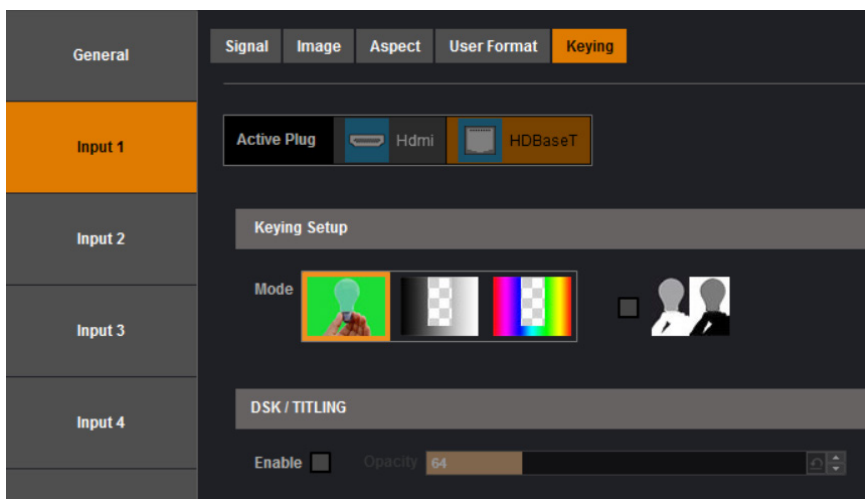 General
Signal Image Aspect User Format Keying
Input 1
Active Plug Hdmi HDBaseT
Input 2
Keying Setup
Mode
Input 3
DSK / TITLING
Input 4
Enable Opacity 64